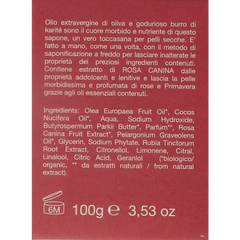 Olio extravergine di oliva e goduroso burro di
karité sono il cuore morbido e nutriente di questo
sapone, un vero toccasana per pelli secche. E'
fatto a mano, come una volta, con il metodo di
saponificazione a freddo per lasciare inalterate le
proprietà dei preziosi ingredienti contenuti.
Contiene estratto di ROSA CANINA dalle
proprietà addolcenti e lenitive e lascia la pelle
morbidissima e profumata di rose e Primavera
grazie agli oli essenziali contenuti.
Ingredients: Olea Europaea Fruit Oil*, Cocos
Nucifera Oil*, Aqua, Sodium Hydroxide,
Butyrospermum Parkii Butter*, Parfum**, Rosa
Canina Fruit Extract*, Pelargonium Graveolens
Oil*, Glycerin, Sodium Phytate, Rubia Tinctorum
Root Extract, Citronellol, Limonene, Citral,
Linalool, Citric Acid, Geraniol (*biologico/
organic, ** da estratti naturali / from natural
extract).
6M 100g e 3,53 oz